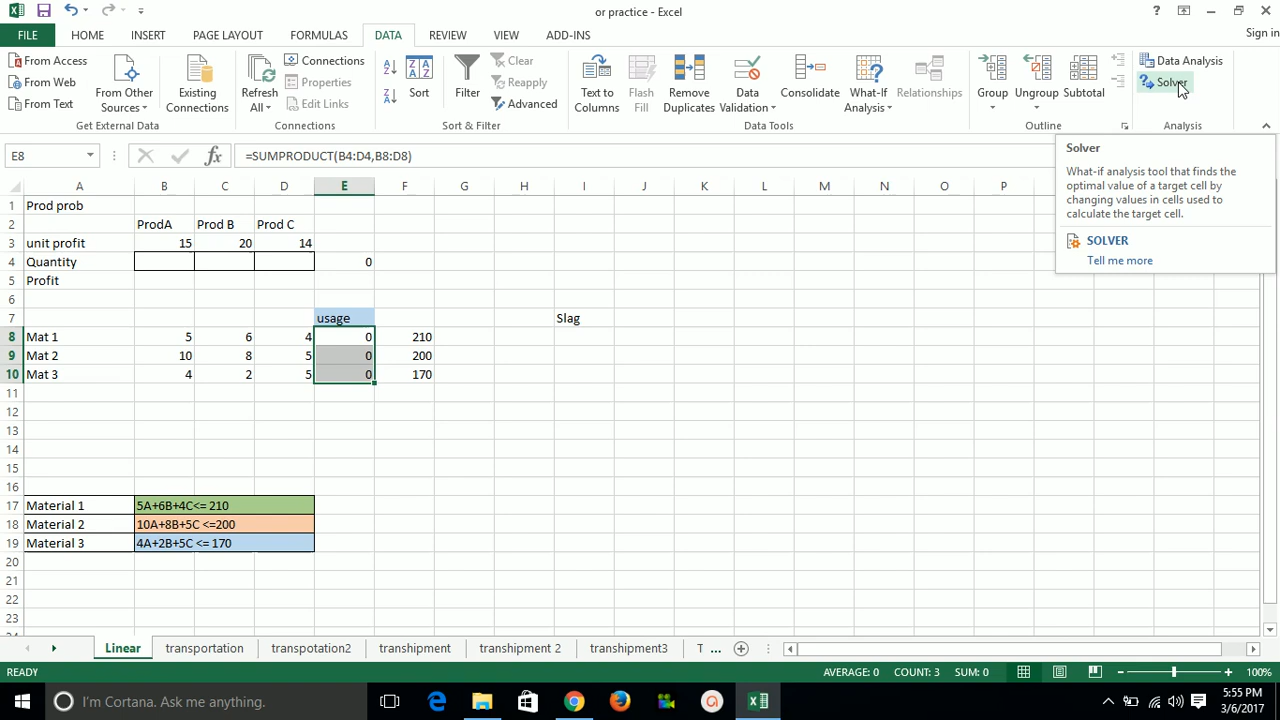 or practice - Excel
Sign in
FILE HOME INSERT PAGE LAYOUT FORMULAS DATA REVIEW VIEW ADD-INS
From Access
From Web
From Text
From Other Sources
Existing Connections
Get External Data
Refresh All
Connections
Properties
Edit Links
Connections
Sort
Filter
Clear
Reapply
Advanced
Sort & Filter
Text to Columns
Flash Fill
Remove Duplicates
Data Validation
Consolidate
What-If Analysis
Relationships
Data Tools
Group
Ungroup
Subtotal
Outline
Data Analysis
Solver
Analysis
E8 fx =SUMPRODUCT(B4:D4,B8:D8)
Solver
What-if analysis tool that finds the
optimal value of a target cell by
changing values in cells used to
calculate the target cell.
SOLVER
Tell me more
A B C D E F G H I J K L M N O P
1 Prod prob
2 ProdA Prod B Prod C
3 unit profit 15 20 14
4 Quantity 0
5 Profit
6
7 usage Slag
8 Mat 1 5 6 4 0 210
9 Mat 2 10 8 5 0 200
10 Mat 3 4 2 5 0 170
11
12
13
14
15
16
17 Material 1 5A+6B+4C<= 210
18 Material 2 10A+8B+5C <=200
19 Material 3 4A+2B+5C <= 170
20
21
22
23
Linear transportation transpotation2 transhipment transhipment 2 transhipment3 T ...
READY AVERAGE: 0 COUNT: 3 SUM: 0 100%
I'm Cortana. Ask me anything.
5:55 PM
3/6/2017